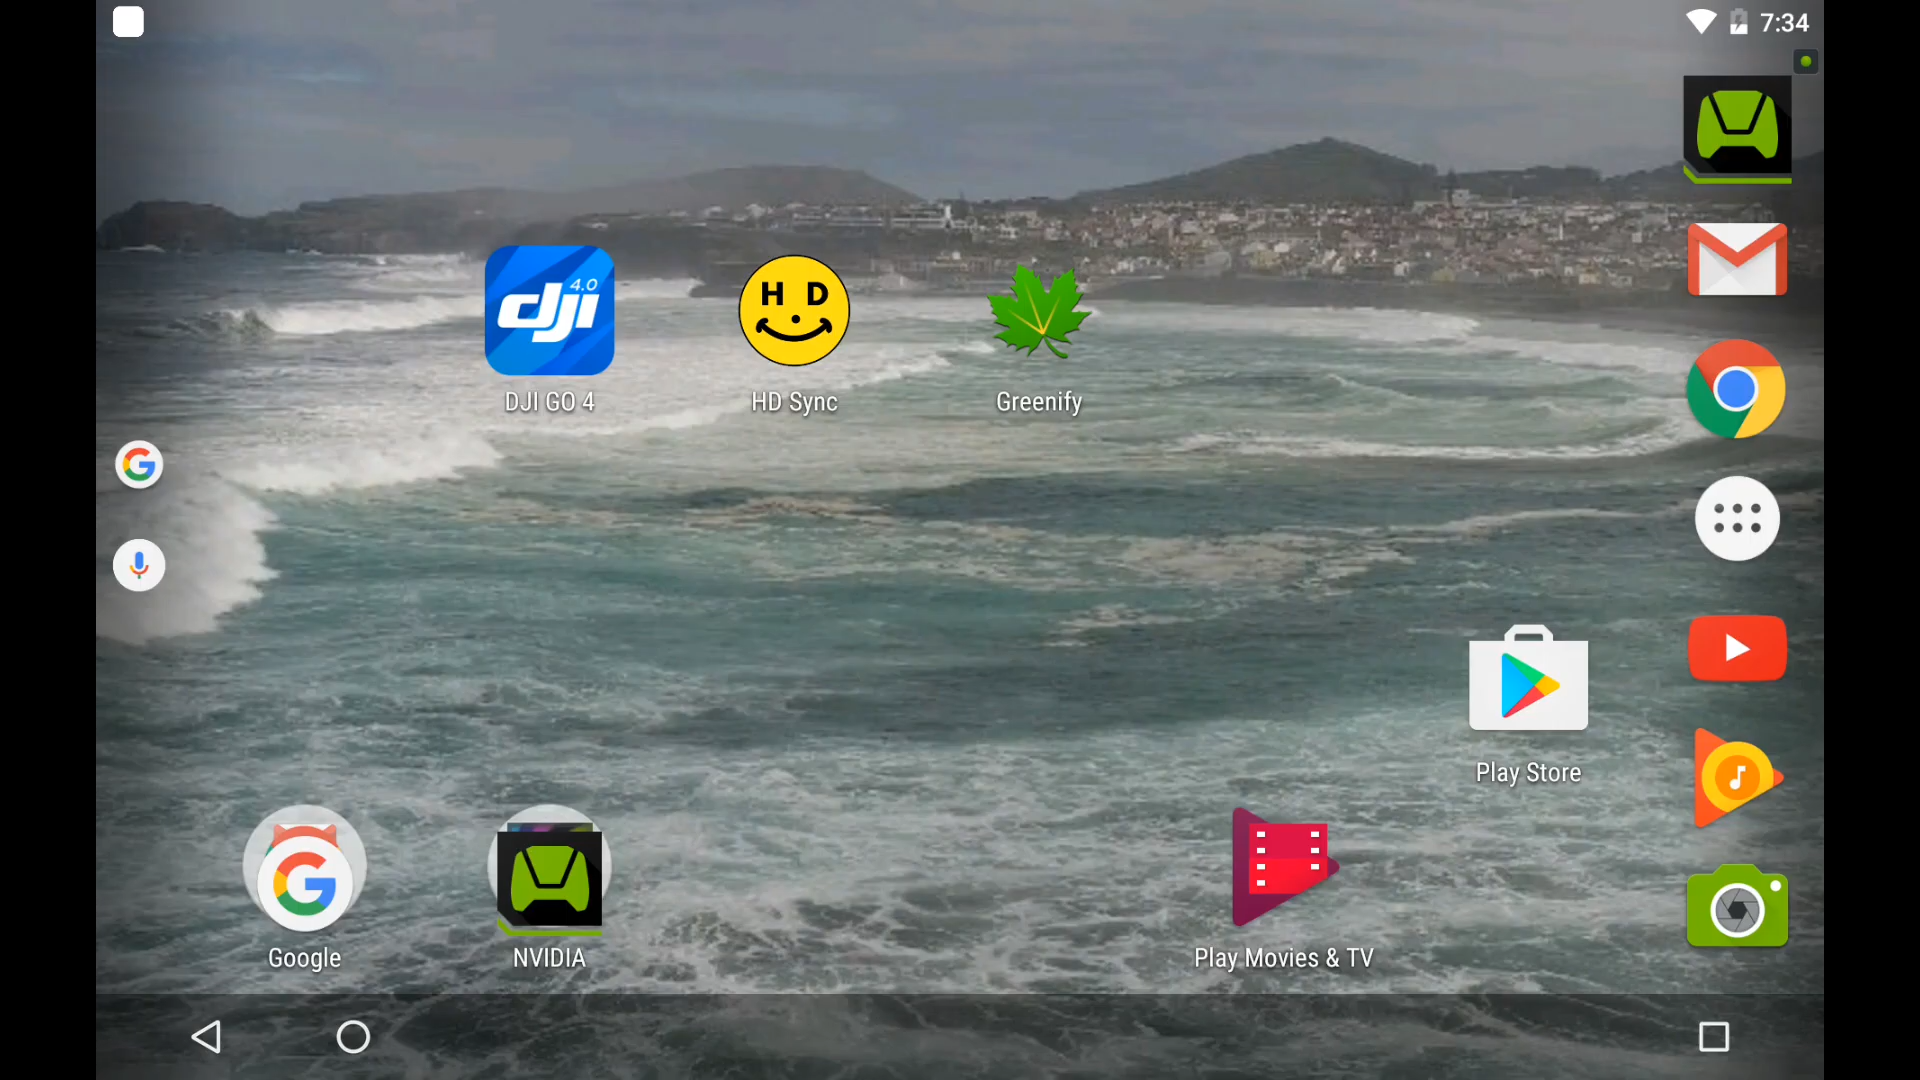 7:34
4.0
dji
H D
DJI GO 4
HD Sync
Greenify
Play Store
Google
NVIDIA
Play Movies & TV